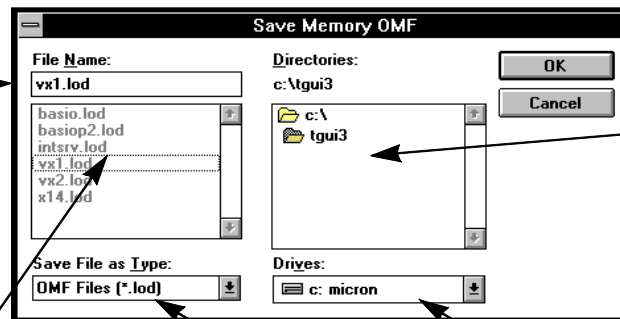 Save Memory OMF
File Name:
vx1.lod
basio.lod
basiop2.lod
intsrv.lod
vx1.lod
vx2.lod
x14.lod
Save File as Type:
OMF Files (*.lod)
Directories:
c:\tgui3
c:\
tgui3
Drives:
c: micron
OK
Cancel